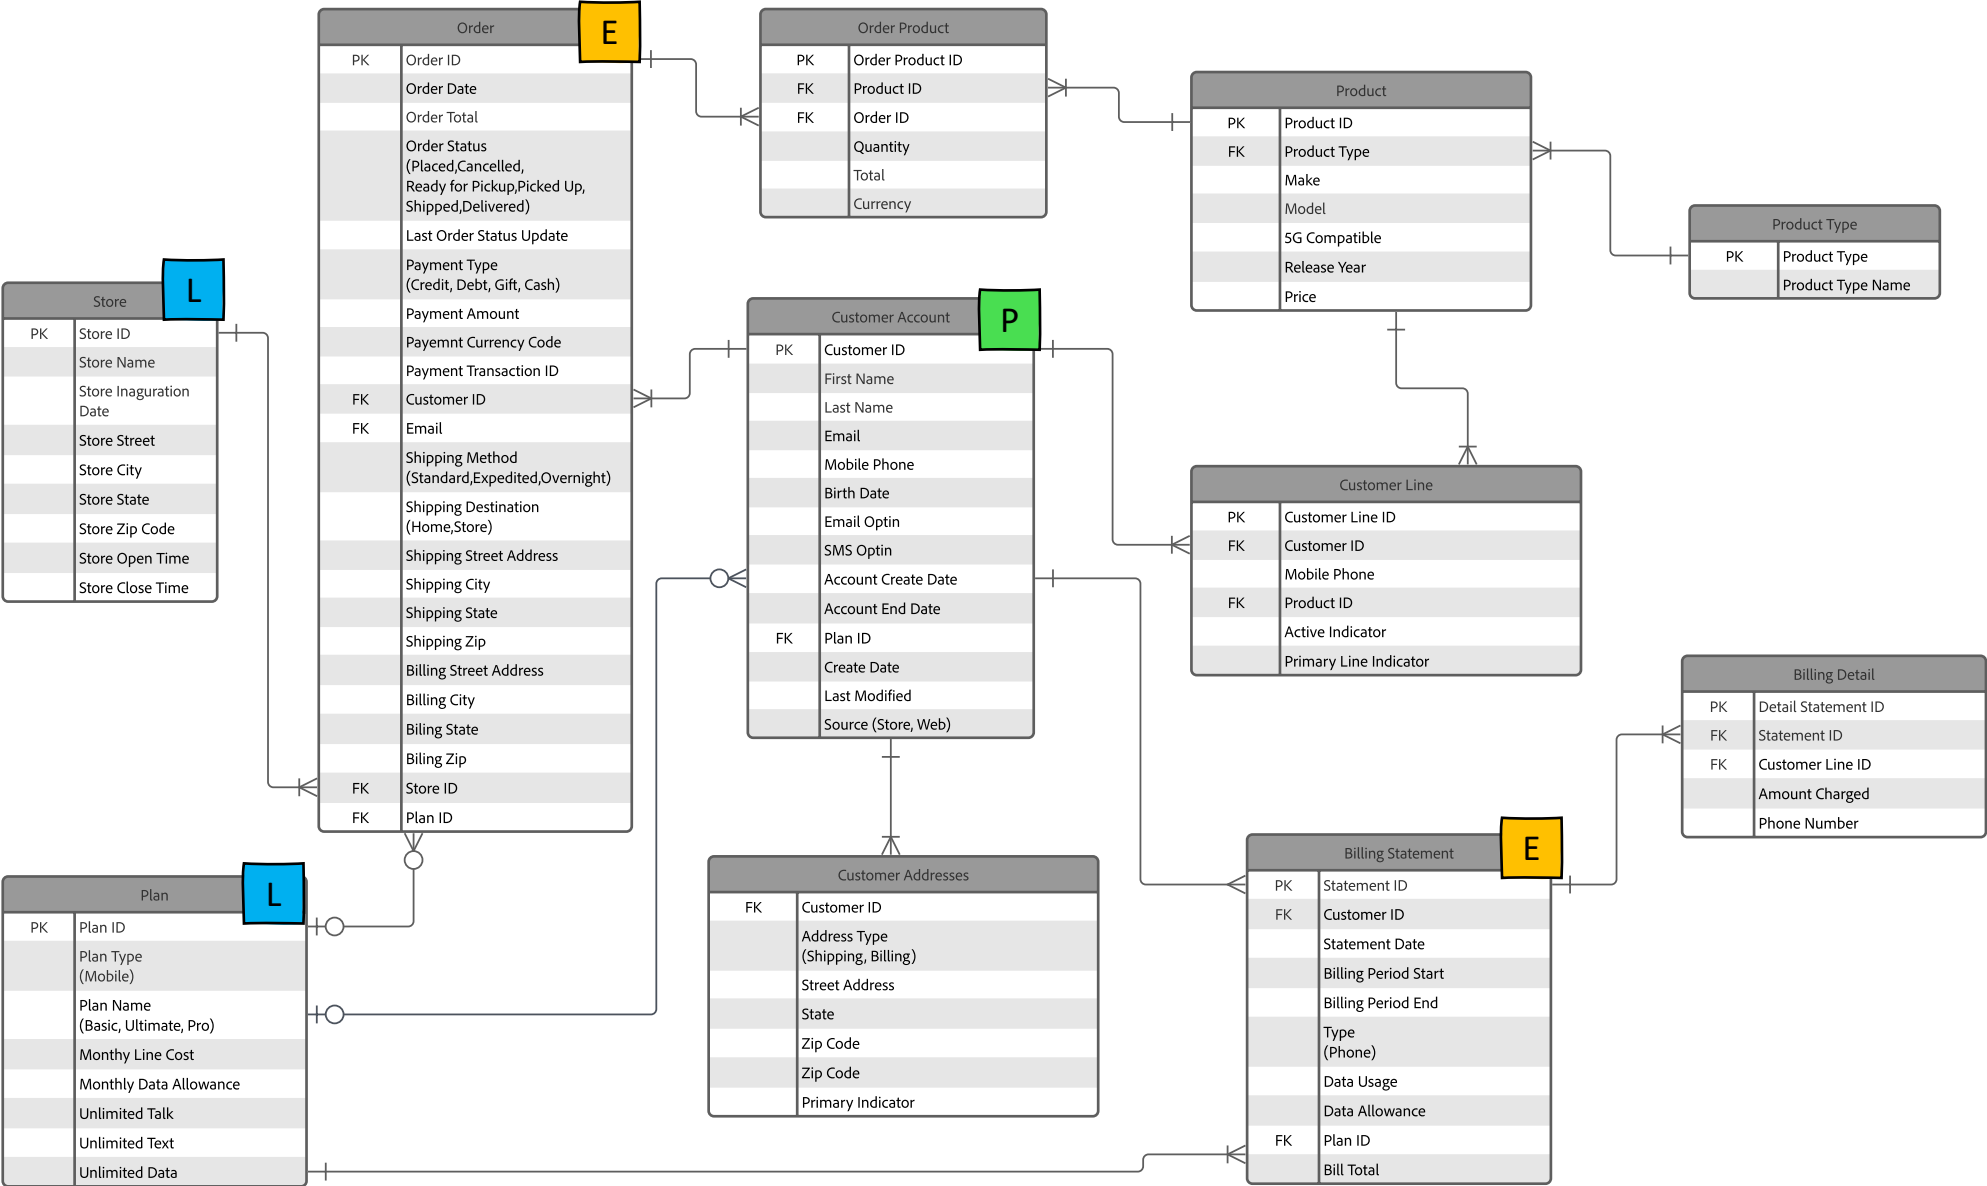 Order
E
PK Order ID
Order Date
Order Total
Order Status
(Placed,Cancelled,
Ready for Pickup,Picked Up,
Shipped,Delivered)
Last Order Status Update
Payment Type
(Credit, Debt, Gift, Cash)
Payment Amount
Payemnt Currency Code
Payment Transaction ID
FK Customer ID
FK Email
Shipping Method
(Standard,Expedited,Overnight)
Shipping Destination
(Home,Store)
Shipping Street Address
Shipping City
Shipping State
Shipping Zip
Billing Street Address
Billing City
Biling State
Biling Zip
FK Store ID
FK Plan ID
Order Product
PK Order Product ID
FK Product ID
FK Order ID
Quantity
Total
Currency
Product
PK Product ID
FK Product Type
Make
Model
5G Compatible
Release Year
Price
Product Type
PK Product Type
Product Type Name
Store
L
PK Store ID
Store Name
Store Inaguration
Date
Store Street
Store City
Store State
Store Zip Code
Store Open Time
Store Close Time
Customer Account
P
PK Customer ID
First Name
Last Name
Email
Mobile Phone
Birth Date
Email Optin
SMS Optin
Account Create Date
Account End Date
FK Plan ID
Create Date
Last Modified
Source (Store, Web)
Customer Line
PK Customer Line ID
FK Customer ID
Mobile Phone
FK Product ID
Active Indicator
Primary Line Indicator
Billing Detail
PK Detail Statement ID
FK Statement ID
FK Customer Line ID
Amount Charged
Phone Number
Plan
L
PK Plan ID
Plan Type
(Mobile)
Plan Name
(Basic, Ultimate, Pro)
Monthy Line Cost
Monthly Data Allowance
Unlimited Talk
Unlimited Text
Unlimited Data
Customer Addresses
FK Customer ID
Address Type
(Shipping, Billing)
Street Address
State
Zip Code
Zip Code
Primary Indicator
Billing Statement
E
PK Statement ID
FK Customer ID
Statement Date
Billing Period Start
Billing Period End
Type
(Phone)
Data Usage
Data Allowance
FK Plan ID
Bill Total